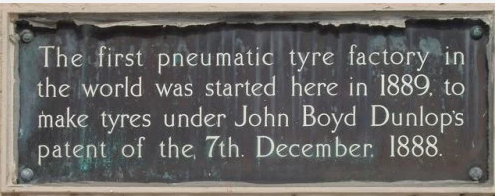 The first pneumatic tyre factory in
the world was started here in 1889, to
make tyres under John Boyd Dunlop's
patent of the 7th. December. 1888.